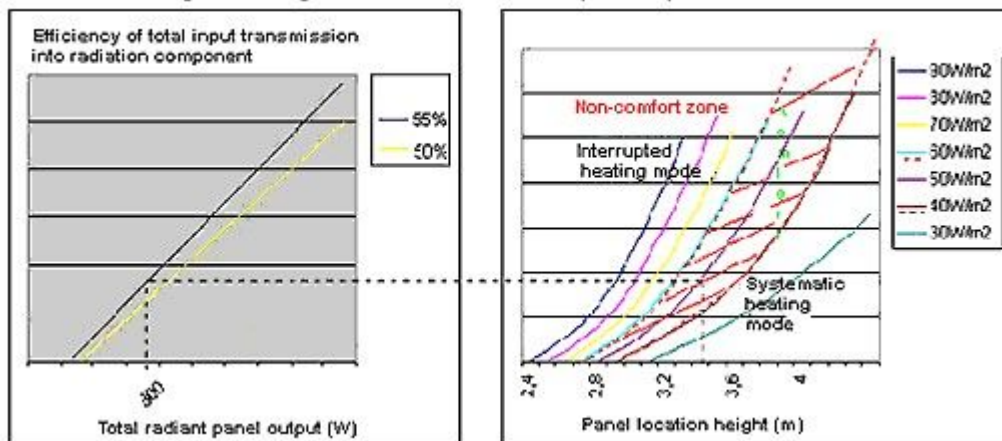 Efficiency of total input transmission
into radiation component
55%
50%
Total radiant panel output (W)
Non-comfort zone
Interrupted
heating mode
Systematic
heating
mode
2,4
2,8
3,2
3,6
4
Panel location height (m)
70W/m2
50W/m2
40W/m2
30W/m2